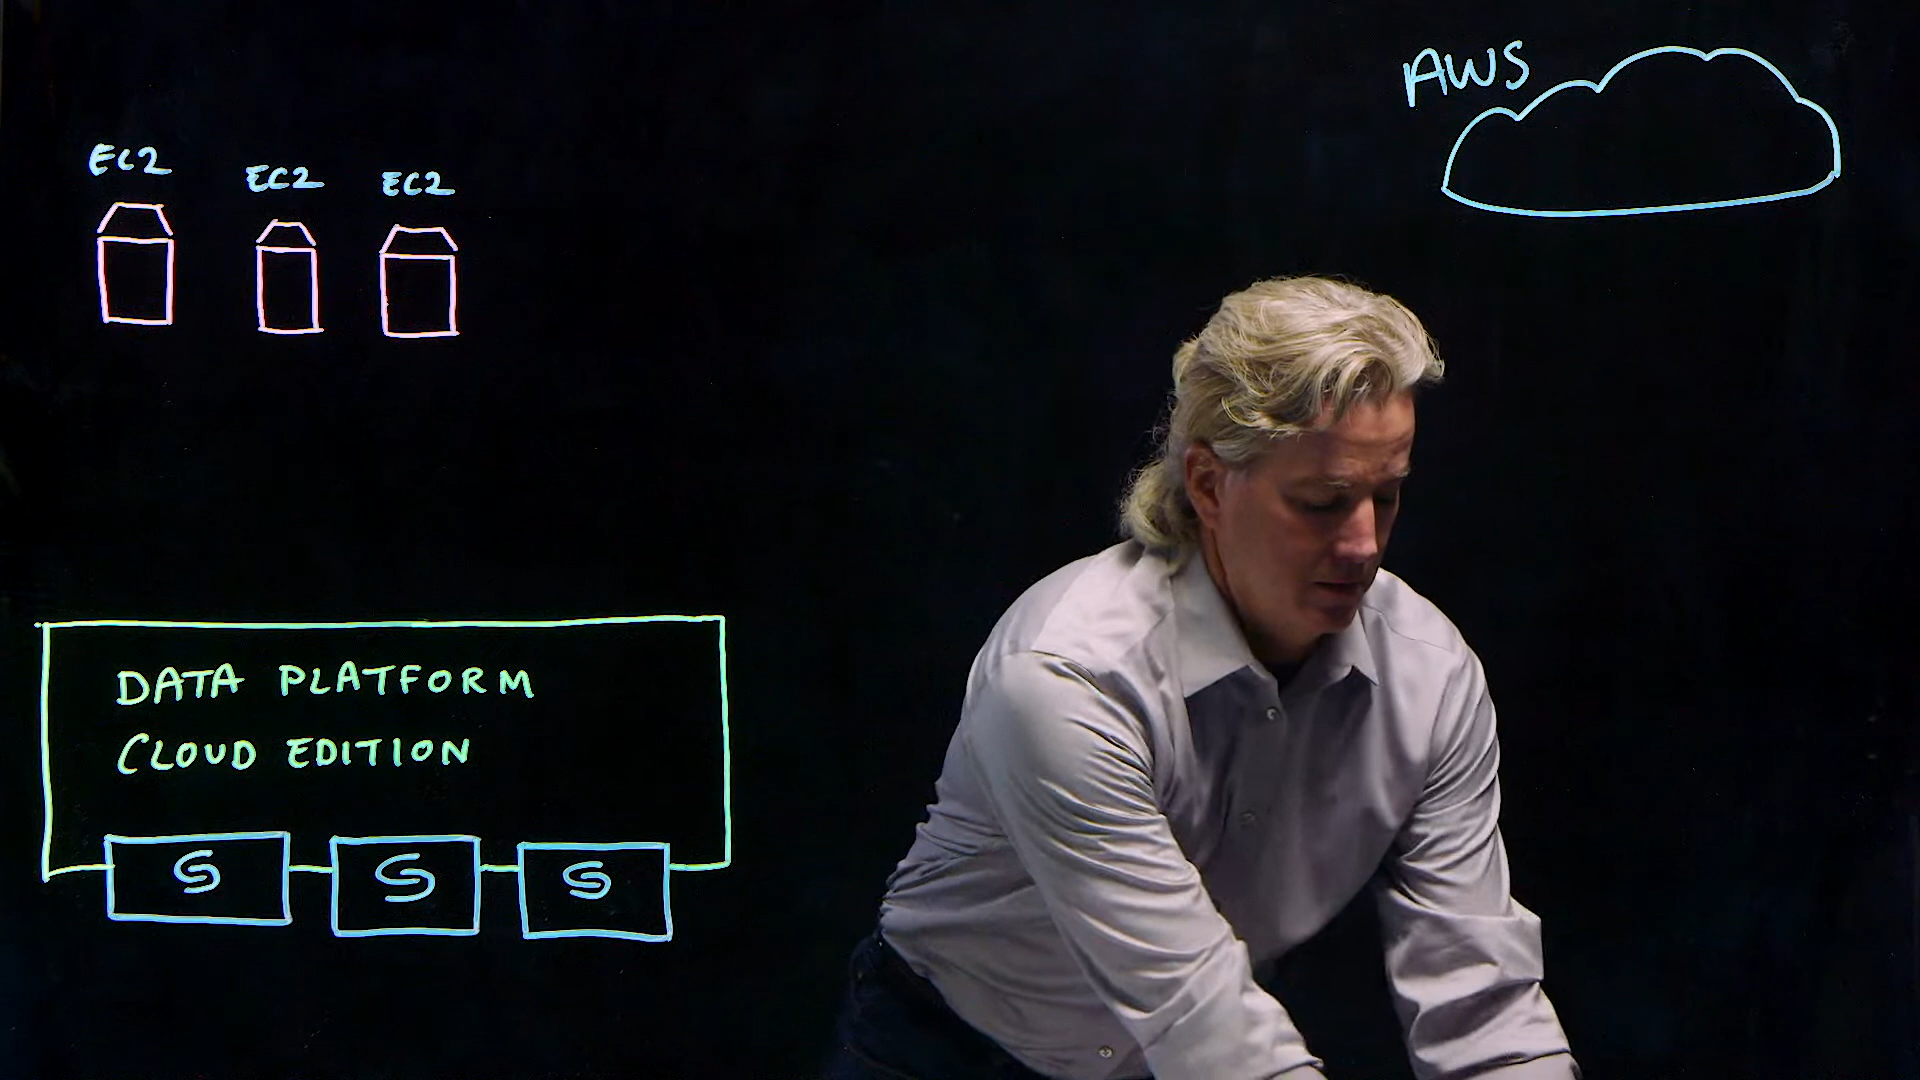 AWS
EC2 EC2 EC2
DATA PLATFORM
CLOUD EDITION
S S S